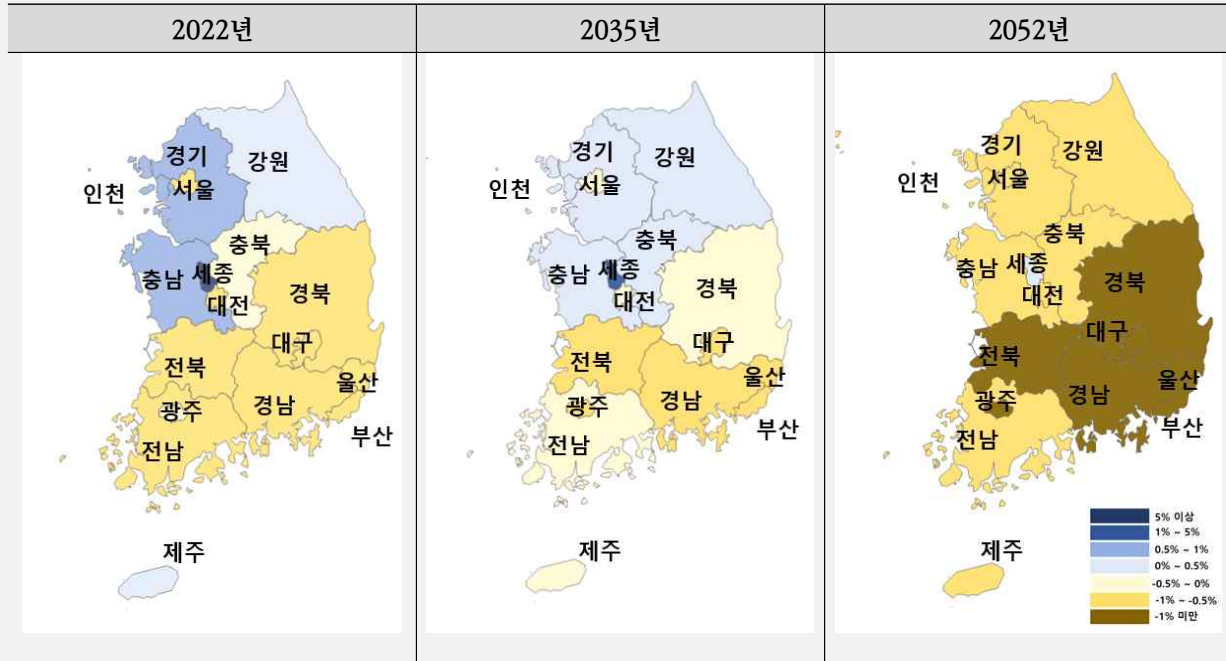 2022년
2035년
2052년
경기
강원
서울
인천
충북
충남
세종
대전
경북
대구
전북
울산
광주
경남
부산
전남
제주
경기
강원
서울
인천
충북
충남
세종
대전
경북
대구
전북
울산
광주
경남
부산
전남
제주
경기
강원
서울
인천
충북
충남
세종
대전
경북
대구
전북
울산
광주
경남
부산
전남
제주
5% 이상
1% ~ 5%
0.5% ~ 1%
0% ~ 0.5%
-0.5% ~ 0%
-1% ~ -0.5%
-1% 미만